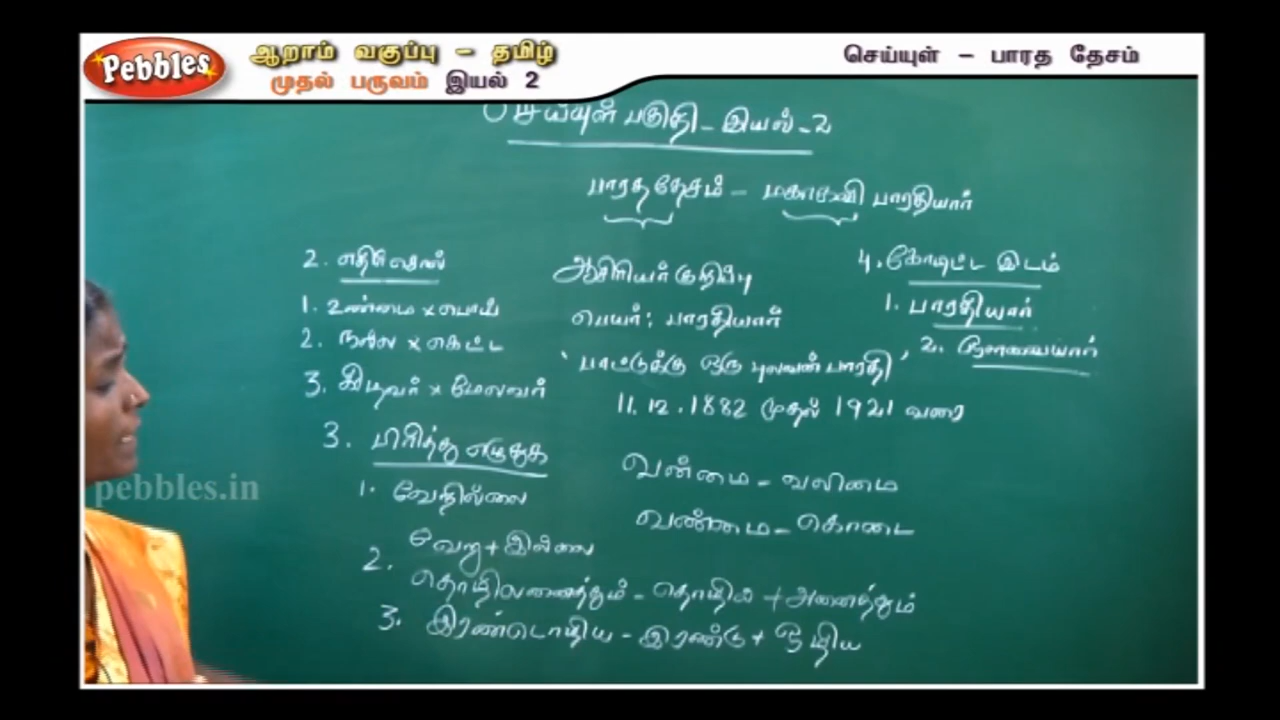 Pebbles
ஆறாம் வகுப்பு – தமிழ்
முதல் பருவம் இயல் 2
செய்யுள் – பாரத தேசம்
செய்யுள் பகுதி – இயல் - 2
பாரத தேசம் – மகாகவி பாரதியார்
2. எதிர்ச்சொல்
1. உண்மை x பொய்
2. நல்ல x கெட்ட
3. கீழவர் x மேலவர்
3. பிரித்து எழுதுக
1. வேறில்லை
வேறு + இல்லை
2. தொழிலனைத்தும் – தொழில் + அனைத்தும்
3. இரண்டொழிய – இரண்டு + ஒழிய
ஆசிரியர் குறிப்பு
பெயர் : பாரதியார்
' பாட்டுக்கு ஒரு புலவன் பாரதி '
11.12.1882 முதல் 1921 வரை
வன்மை – வலிமை
வண்மை – கொடை
4. கோடிட்ட இடம்
1. பாரதியார்
2. ஔவையார்
pebbles.in